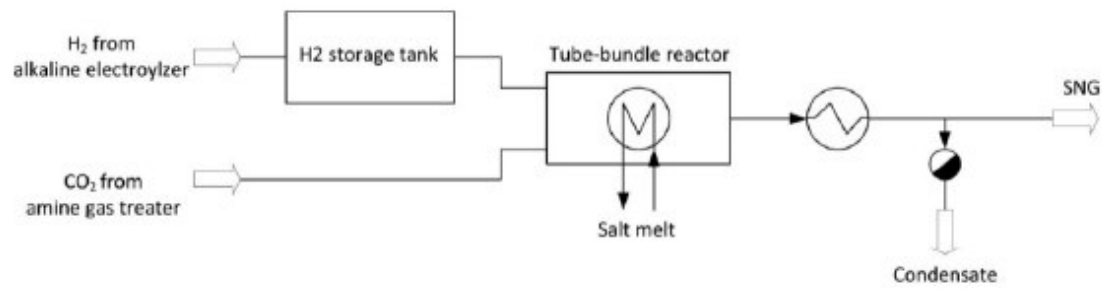 H₂ from
alkaline electroylzer
H2 storage tank
Tube-bundle reactor
SNG
CO₂ from
amine gas treater
Salt melt
Condensate